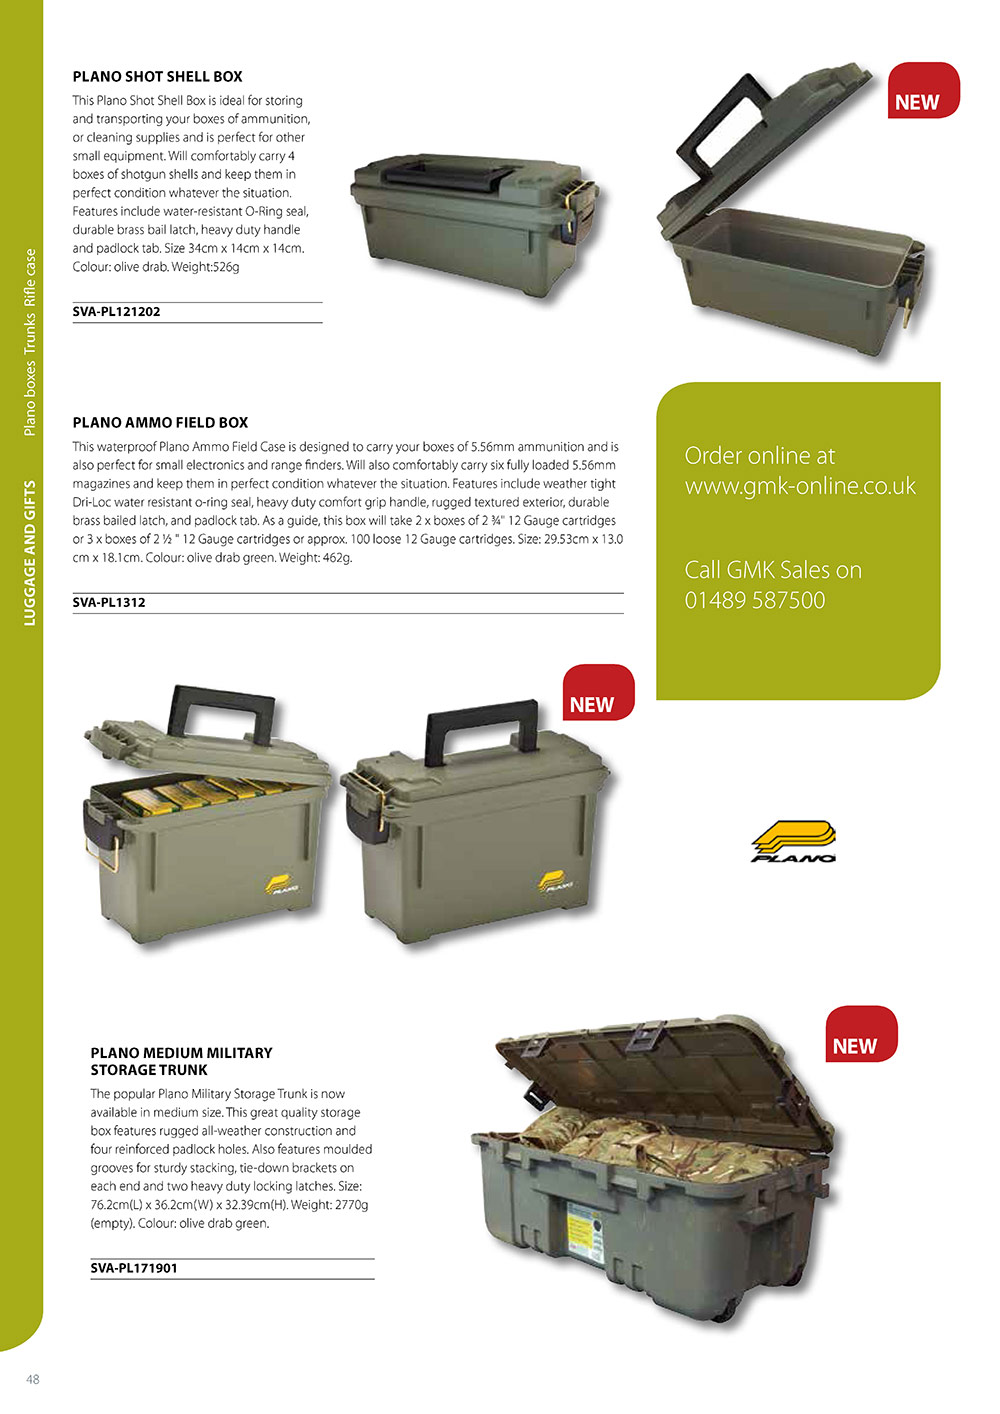 PLANO SHOT SHELL BOX
This Plano Shot Shell Box is ideal for storing
and transporting your boxes of ammunition,
or cleaning supplies and is perfect for other
small equipment. Will comfortably carry 4
boxes of shotgun shells and keep them in
perfect condition whatever the situation.
Features include water-resistant O-Ring seal,
durable brass bail latch, heavy duty handle
and padlock tab. Size 34cm x 14cm x 14cm.
Colour: olive drab. Weight:526g
SVA-PL121202
NEW
LUGGAGE AND GIFTS Plano boxes Trunks Rifle case
PLANO AMMO FIELD BOX
This waterproof Plano Ammo Field Case is designed to carry your boxes of 5.56mm ammunition and is
also perfect for small electronics and range finders. Will also comfortably carry six fully loaded 5.56mm
magazines and keep them in perfect condition whatever the situation. Features include weather tight
Dri-Loc water resistant o-ring seal, heavy duty comfort grip handle, rugged textured exterior, durable
brass bailed latch, and padlock tab. As a guide, this box will take 2 x boxes of 2 ¾" 12 Gauge cartridges
or 3 x boxes of 2 ½ " 12 Gauge cartridges or approx. 100 loose 12 Gauge cartridges. Size: 29.53cm x 13.0
cm x 18.1cm. Colour: olive drab green. Weight: 462g.
SVA-PL1312
Order online at
www.gmk-online.co.uk
Call GMK Sales on
01489 587500
NEW
PLANO
PLANO
PLANO
NEW
PLANO MEDIUM MILITARY
STORAGE TRUNK
The popular Plano Military Storage Trunk is now
available in medium size. This great quality storage
box features rugged all-weather construction and
four reinforced padlock holes. Also features moulded
grooves for sturdy stacking, tie-down brackets on
each end and two heavy duty locking latches. Size:
76.2cm(L) x 36.2cm(W) x 32.39cm(H). Weight: 2770g
(empty). Colour: olive drab green.
SVA-PL171901
48